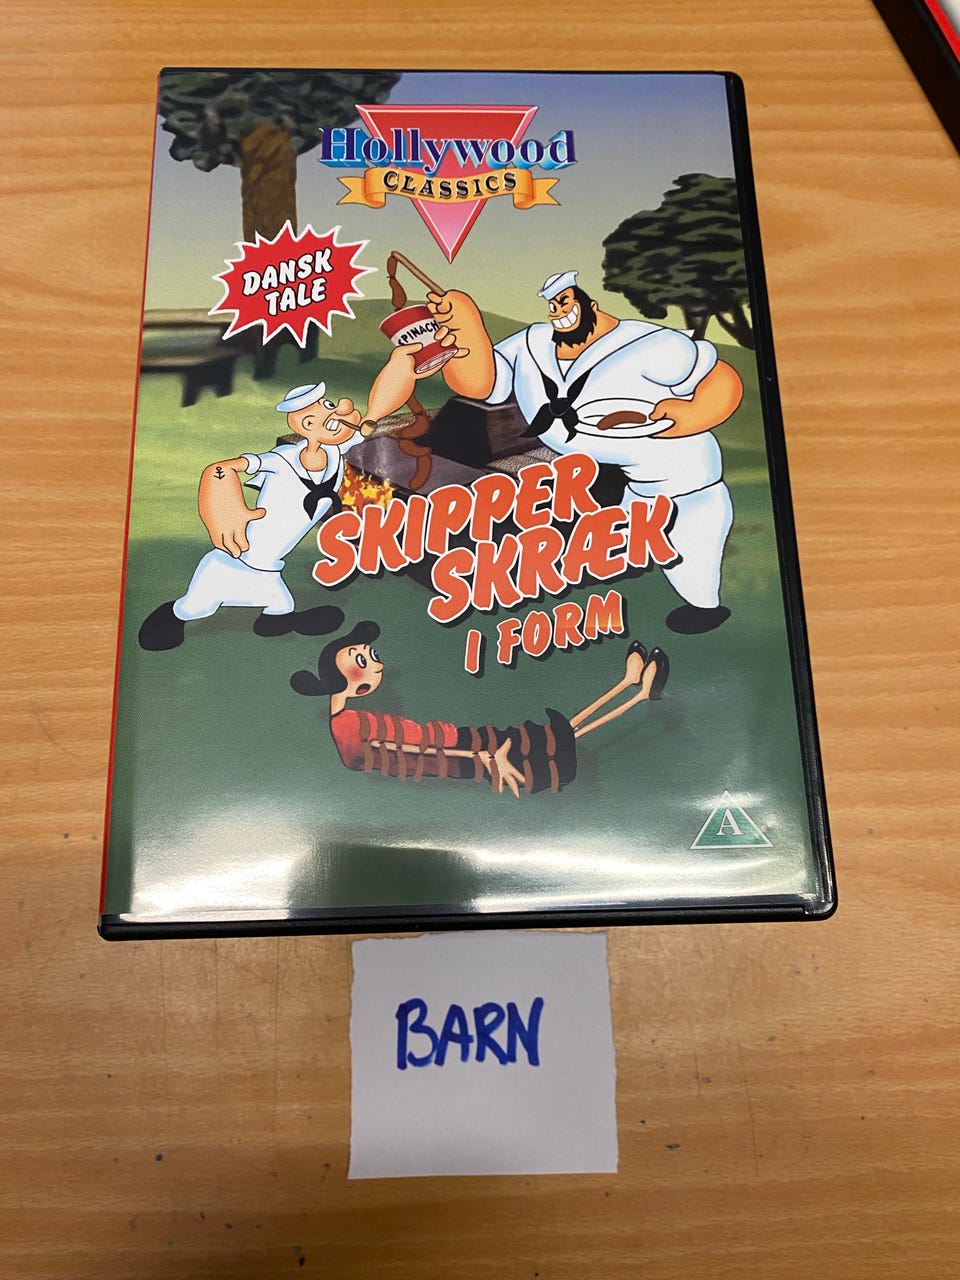 Hollywood
CLASSICS
DANSK
TALE
SPINACH
SKIPPER
SKRÆK
I FORM
A
BARN